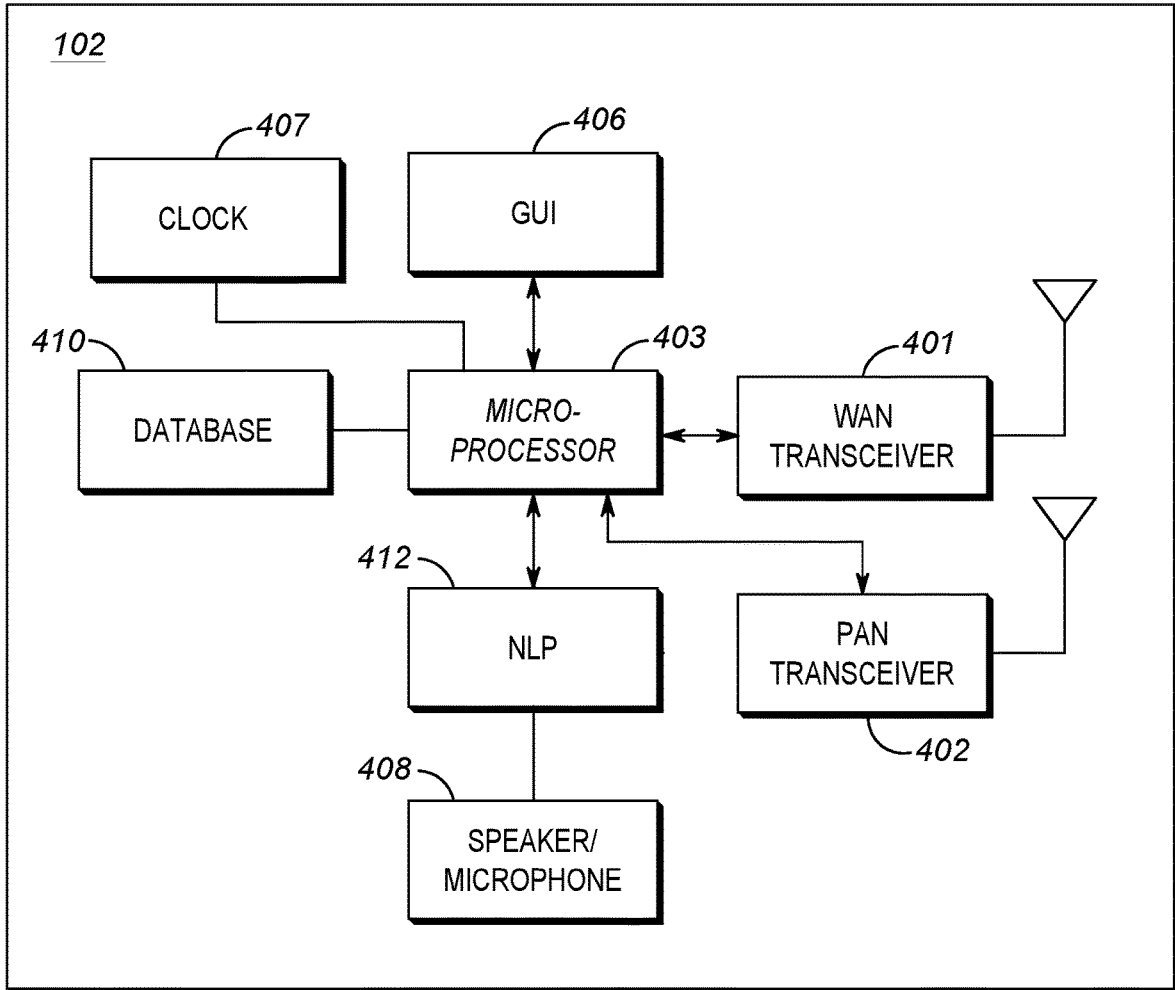 102
407
406
CLOCK
GUI
410
403
401
DATABASE
MICRO-
PROCESSOR
WAN
TRANSCEIVER
412
NLP
PAN
TRANSCEIVER
402
408
SPEAKER/
MICROPHONE